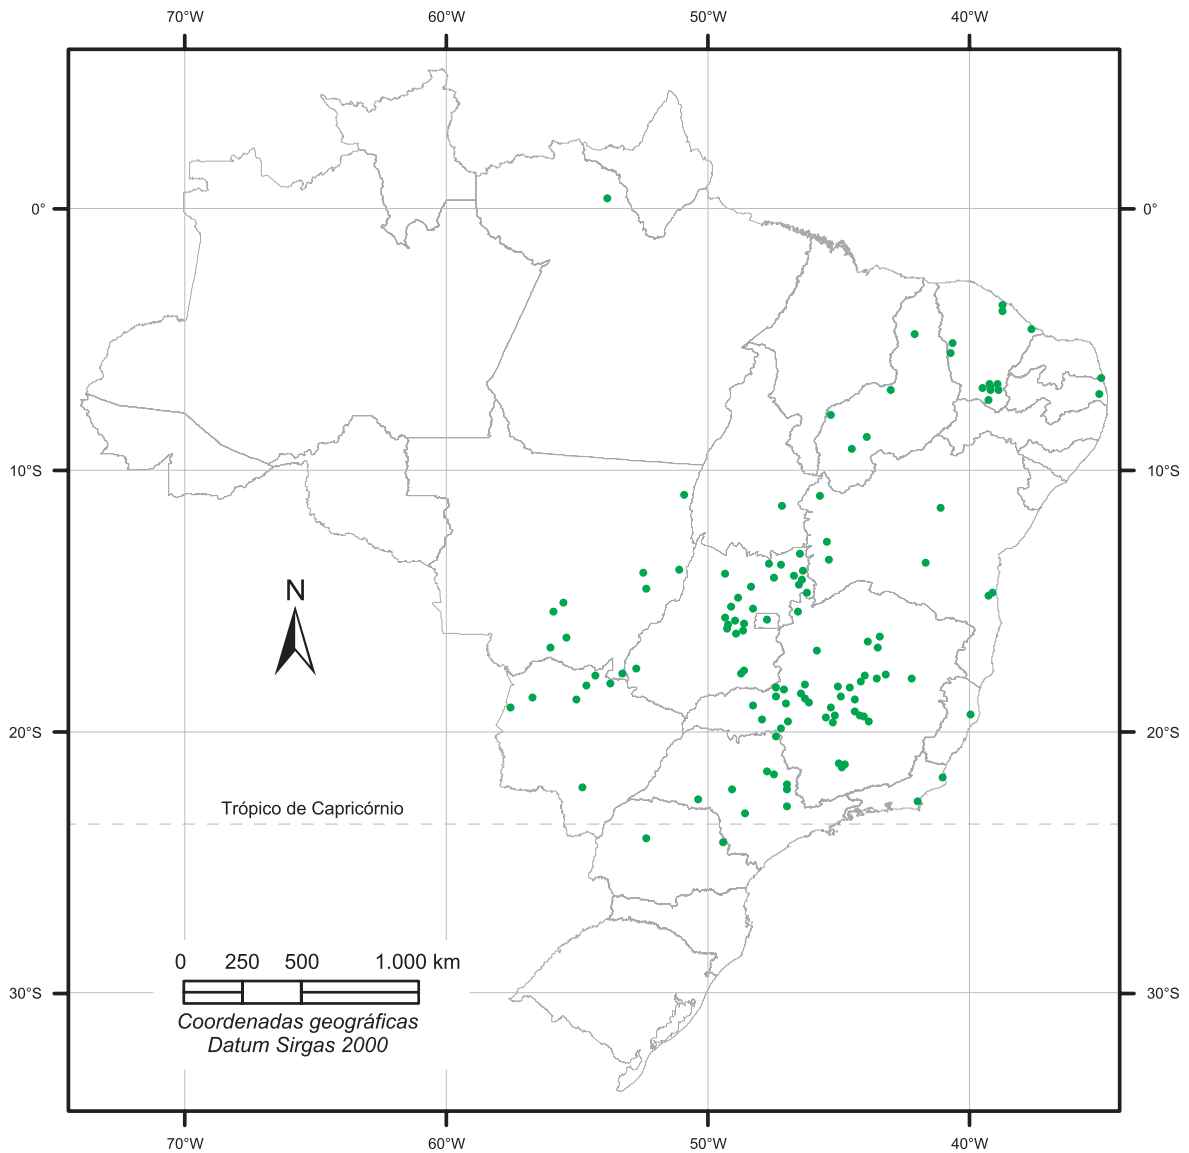 70°W 60°W 50°W 40°W
0° 0°
10°S 10°S
N
20°S 20°S
Trópico de Capricórnio
0 250 500 1.000 km
30°S 30°S
Coordenadas geográficas
Datum Sirgas 2000
70°W 60°W 50°W 40°W